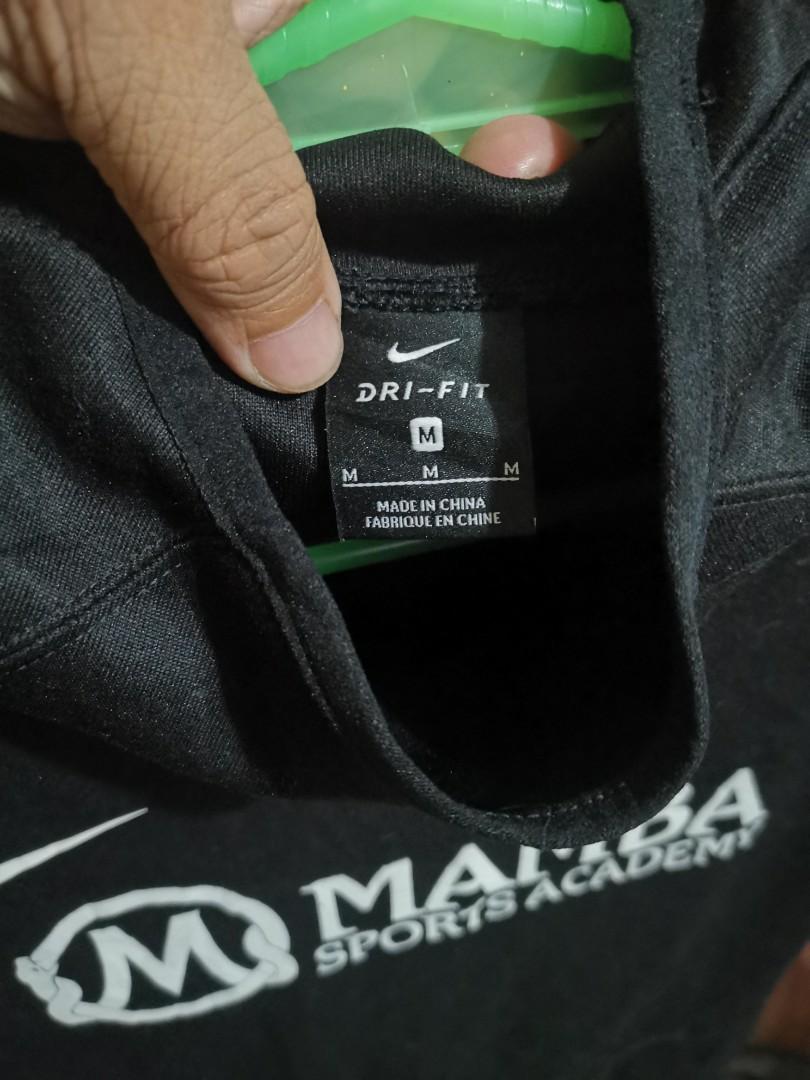 DRI-FIT
M
M M M
MADE IN CHINA
FABRIQUE EN CHINE
M
MAMBA
SPORTS ACADEMY